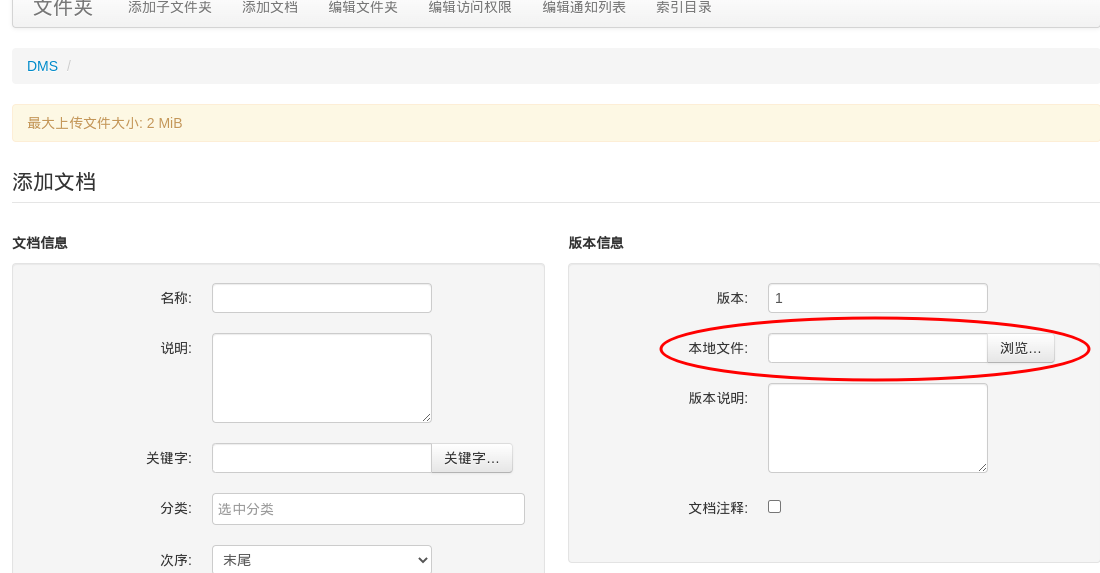 文件夹 添加子文件夹 添加文档 编辑文件夹 编辑访问权限 编辑通知列表 索引目录
DMS /
最大上传文件大小: 2 MiB
添加文档
文档信息
名称:
说明:
关键字: 关键字…
分类: 选中分类
次序: 末尾
版本信息
版本: 1
本地文件: 浏览…
版本说明:
文档注释: